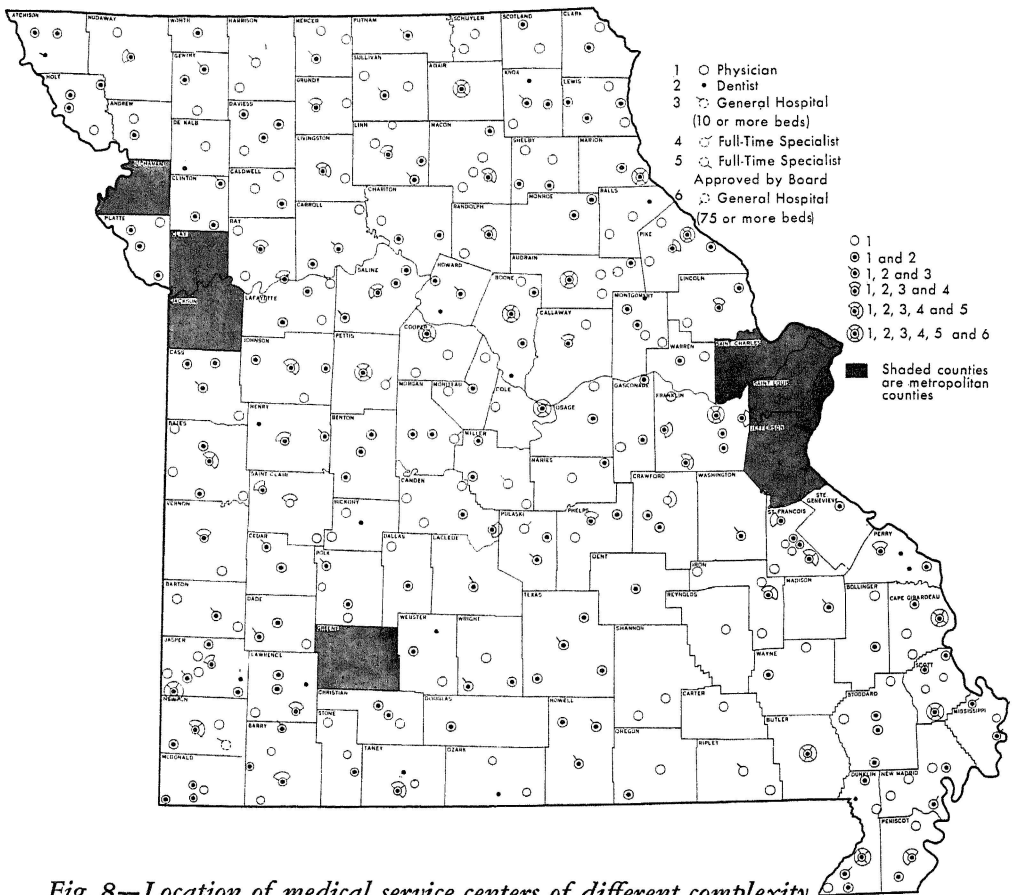 ATCHISON
NODAWAY
WORTH
HARRISON
MERCER
PUTNAM
SCHUYLER
SCOTLAND
CLARK
GENTRY
SULLIVAN
ADAIR
KNOX
LEWIS
HOLT
ANDREW
GRUNDY
DAVIESS
DE KALB
LIVINGSTON
LINN
MACON
SHELBY
MARION
BUCHANAN
CLINTON
CALDWELL
CHARITON
RANDOLPH
MONROE
RALLS
PLATTE
CLAY
RAY
CARROLL
PIKE
AUDRAIN
SALINE
HOWARD
BOONE
LINCOLN
MONTGOMERY
JACKSON
LAFAYETTE
COOPER
CALLAWAY
WARREN
SAINT CHARLES
JOHNSON
PETTIS
SAINT LOUIS
CASS
MORGAN
MONITEAU
COLE
OSAGE
GASCONADE
FRANKLIN
JEFFERSON
HENRY
BENTON
MILLER
BATES
MARIES
SAINT CLAIR
CAMDEN
CRAWFORD
WASHINGTON
HICKORY
STE GENEVIEVE
VERNON
PULASKI
PHELPS
ST FRANCOIS
CEDAR
POLK
DALLAS
LACLEDE
PERRY
DENT
IRON
BARTON
MADISON
BOLLINGER
DADE
TEXAS
REYNOLDS
CAPE GIRARDEAU
GREENE
WEBSTER
WRIGHT
SHANNON
JASPER
LAWRENCE
WAYNE
SCOTT
NEWTON
CHRISTIAN
DOUGLAS
HOWELL
CARTER
STODDARD
MISSISSIPPI
STONE
BARRY
BUTLER
OREGON
TANEY
OZARK
RIPLEY
MCDONALD
DUNKLIN
NEW MADRID
PEMISCOT
1 Physician
2 Dentist
3 General Hospital
(10 or more beds)
4 Full-Time Specialist
5 Full-Time Specialist
Approved by Board
6 General Hospital
(75 or more beds)
1
1 and 2
1, 2 and 3
1, 2, 3 and 4
1, 2, 3, 4 and 5
1, 2, 3, 4, 5 and 6
Shaded counties
are metropolitan
counties
Fig. 8—Location of medical service centers of different complexity.